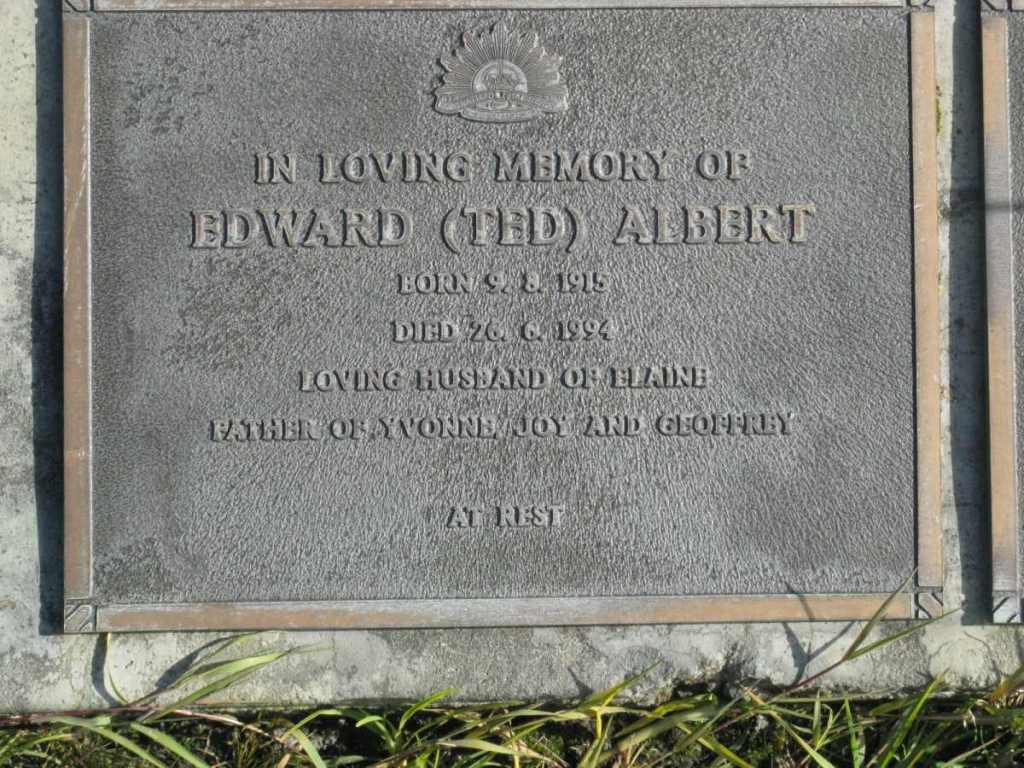 IN LOVING MEMORY OF
EDWARD (TED) ALBERT
BORN 9. 8. 1915
DIED 26. 6. 1994
LOVING HUSBAND OF ELAINE
FATHER OF YVONNE, JOY AND GEOFFREY
AT REST